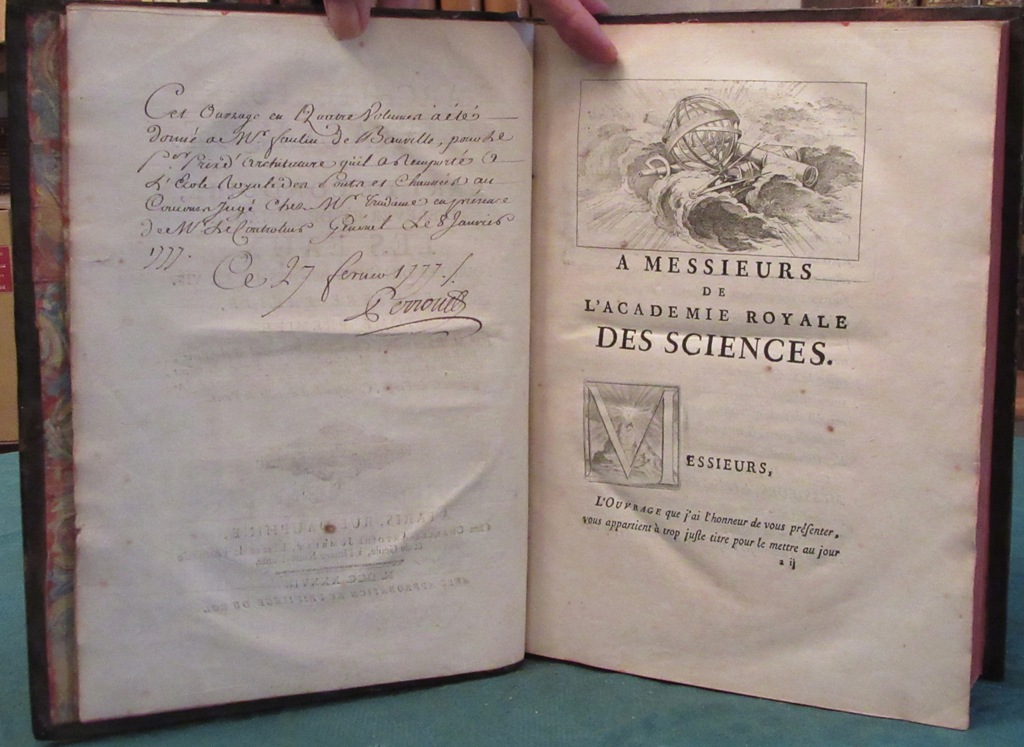 Cet Ouvrage en Quatre Volumes a été
donné a Mr. de pour le
1er. Prix d'Architecture qu'il a Remporté a
L'Ecole Royale des Ponts et Chaussées au
Concours Jugé Chez Mr. Trudaine en présence
de Mr. Le Controleur Général Le 8 Janvier
1777.
Ce 27 fevrier 1777./.
Perronet
A MESSIEURS
DE
L'ACADEMIE ROYALE
DES SCIENCES.
MESSIEURS,
L'OUVRAGE que j'ai l'honneur de vous préſenter,
vous appartient à trop juſte titre pour le mettre au jour
a ij